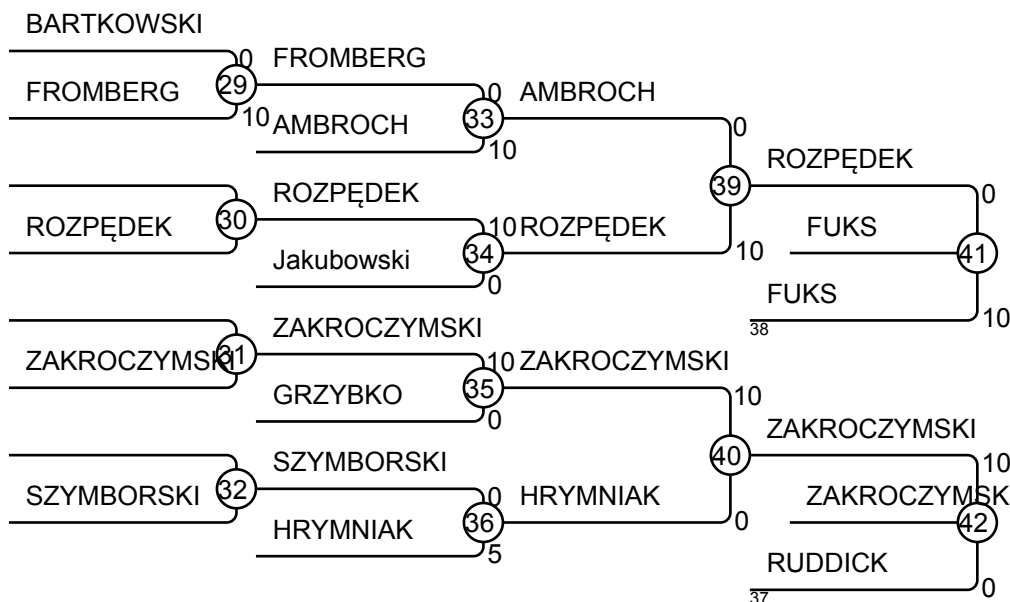 BARTKOWSKI
0
FROMBERG
29
FROMBERG
0
AMBROCH
10
AMBROCH
33
10
0
ROZPĘDEK
39
ROZPĘDEK
0
ROZPĘDEK
30
10
ROZPĘDEK
FUKS
Jakubowski
34
10
41
0
FUKS
38
10
ZAKROCZYMSKI
ZAKROCZYMSKI
31
10
ZAKROCZYMSKI
GRZYBKO
35
10
0
ZAKROCZYMSKI
SZYMBORSKI
40
10
SZYMBORSKI
32
0
HRYMNIAK
ZAKROCZYMSK
HRYMNIAK
36
0
42
5
RUDDICK
37
0